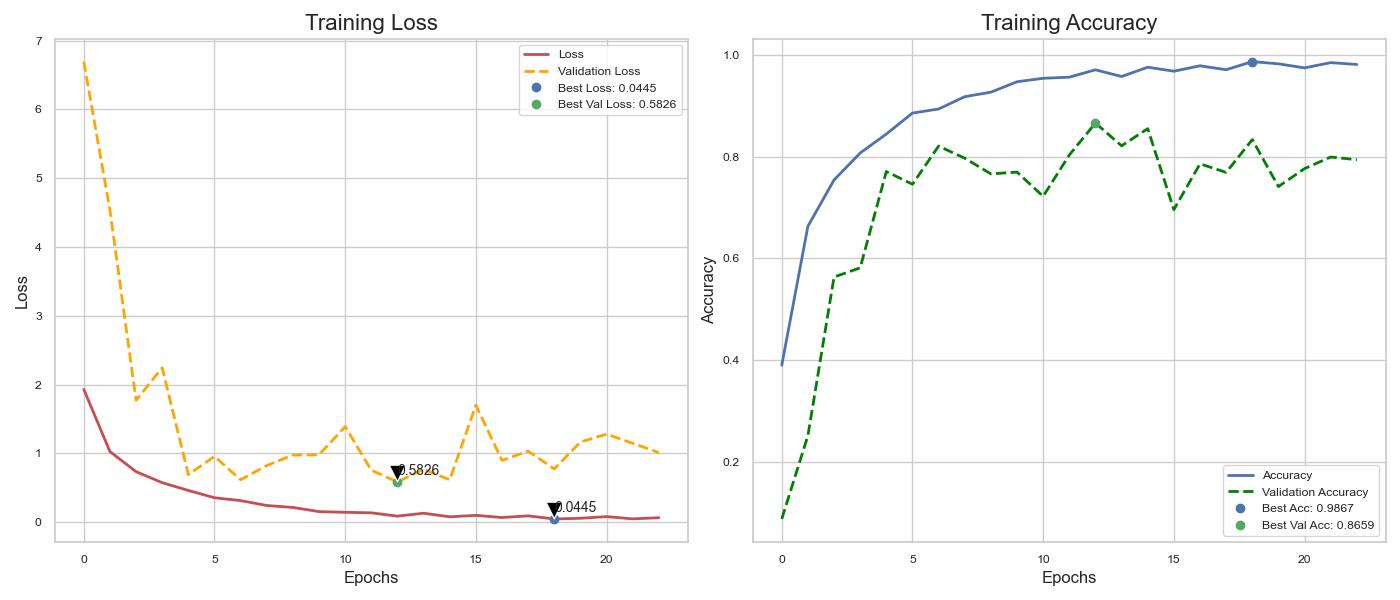 Training Loss
Loss
Validation Loss
Best Loss: 0.0445
Best Val Loss: 0.5826
7
6
5
4
3
2
1
0
Loss
0.5826
0.0445
0 5 10 15 20
Epochs
Training Accuracy
1.0
0.8
0.6
0.4
0.2
Accuracy
Accuracy
Validation Accuracy
Best Acc: 0.9867
Best Val Acc: 0.8659
0 5 10 15 20
Epochs